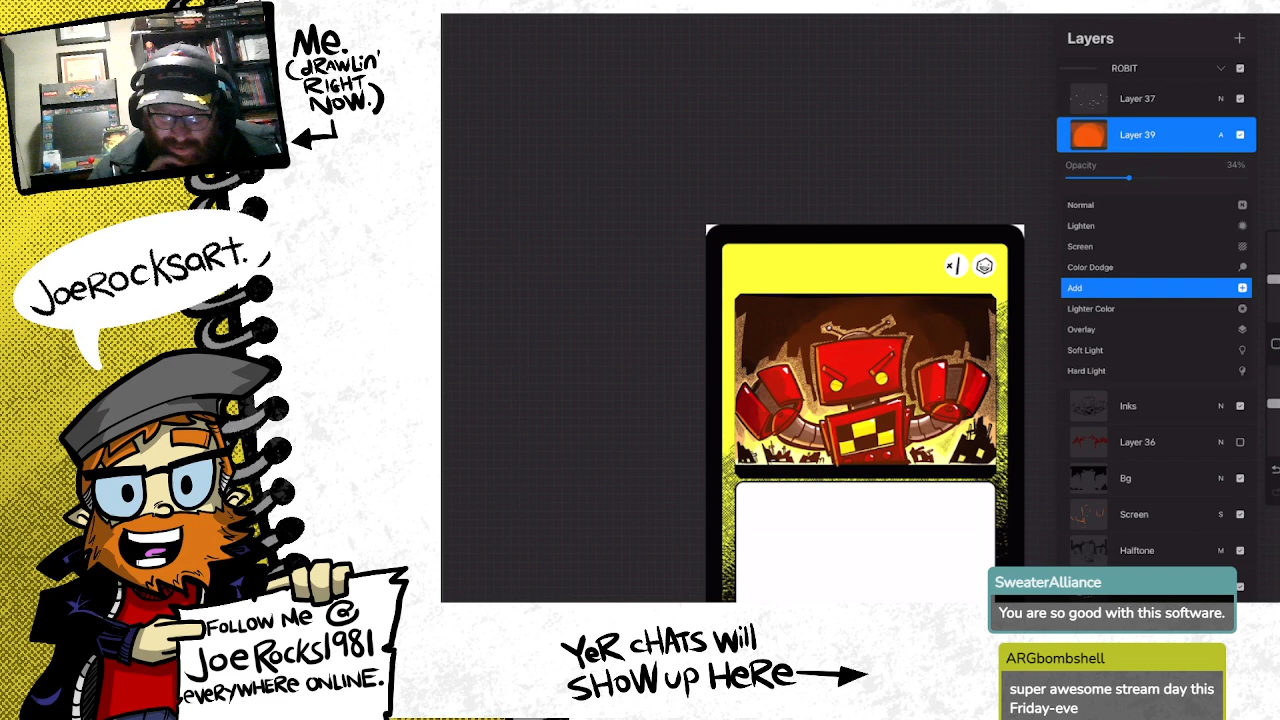 Me.
(drawlin'
Right
Now.)
JoeRocksart.
Follow Me @
JoeRocks1981
everywhere online.
Layers
ROBIT
Layer 37 N
Layer 39 A
Opacity 34%
Normal
Lighten
Screen
Color Dodge
Add
Lighter Color
Overlay
Soft Light
Hard Light
Inks N
Layer 36 N
Bg N
Screen S
Halftone M
x1
Yer chats will
show up here
SweaterAlliance
You are so good with this software.
ARGbombshell
super awesome stream day this
Friday-eve